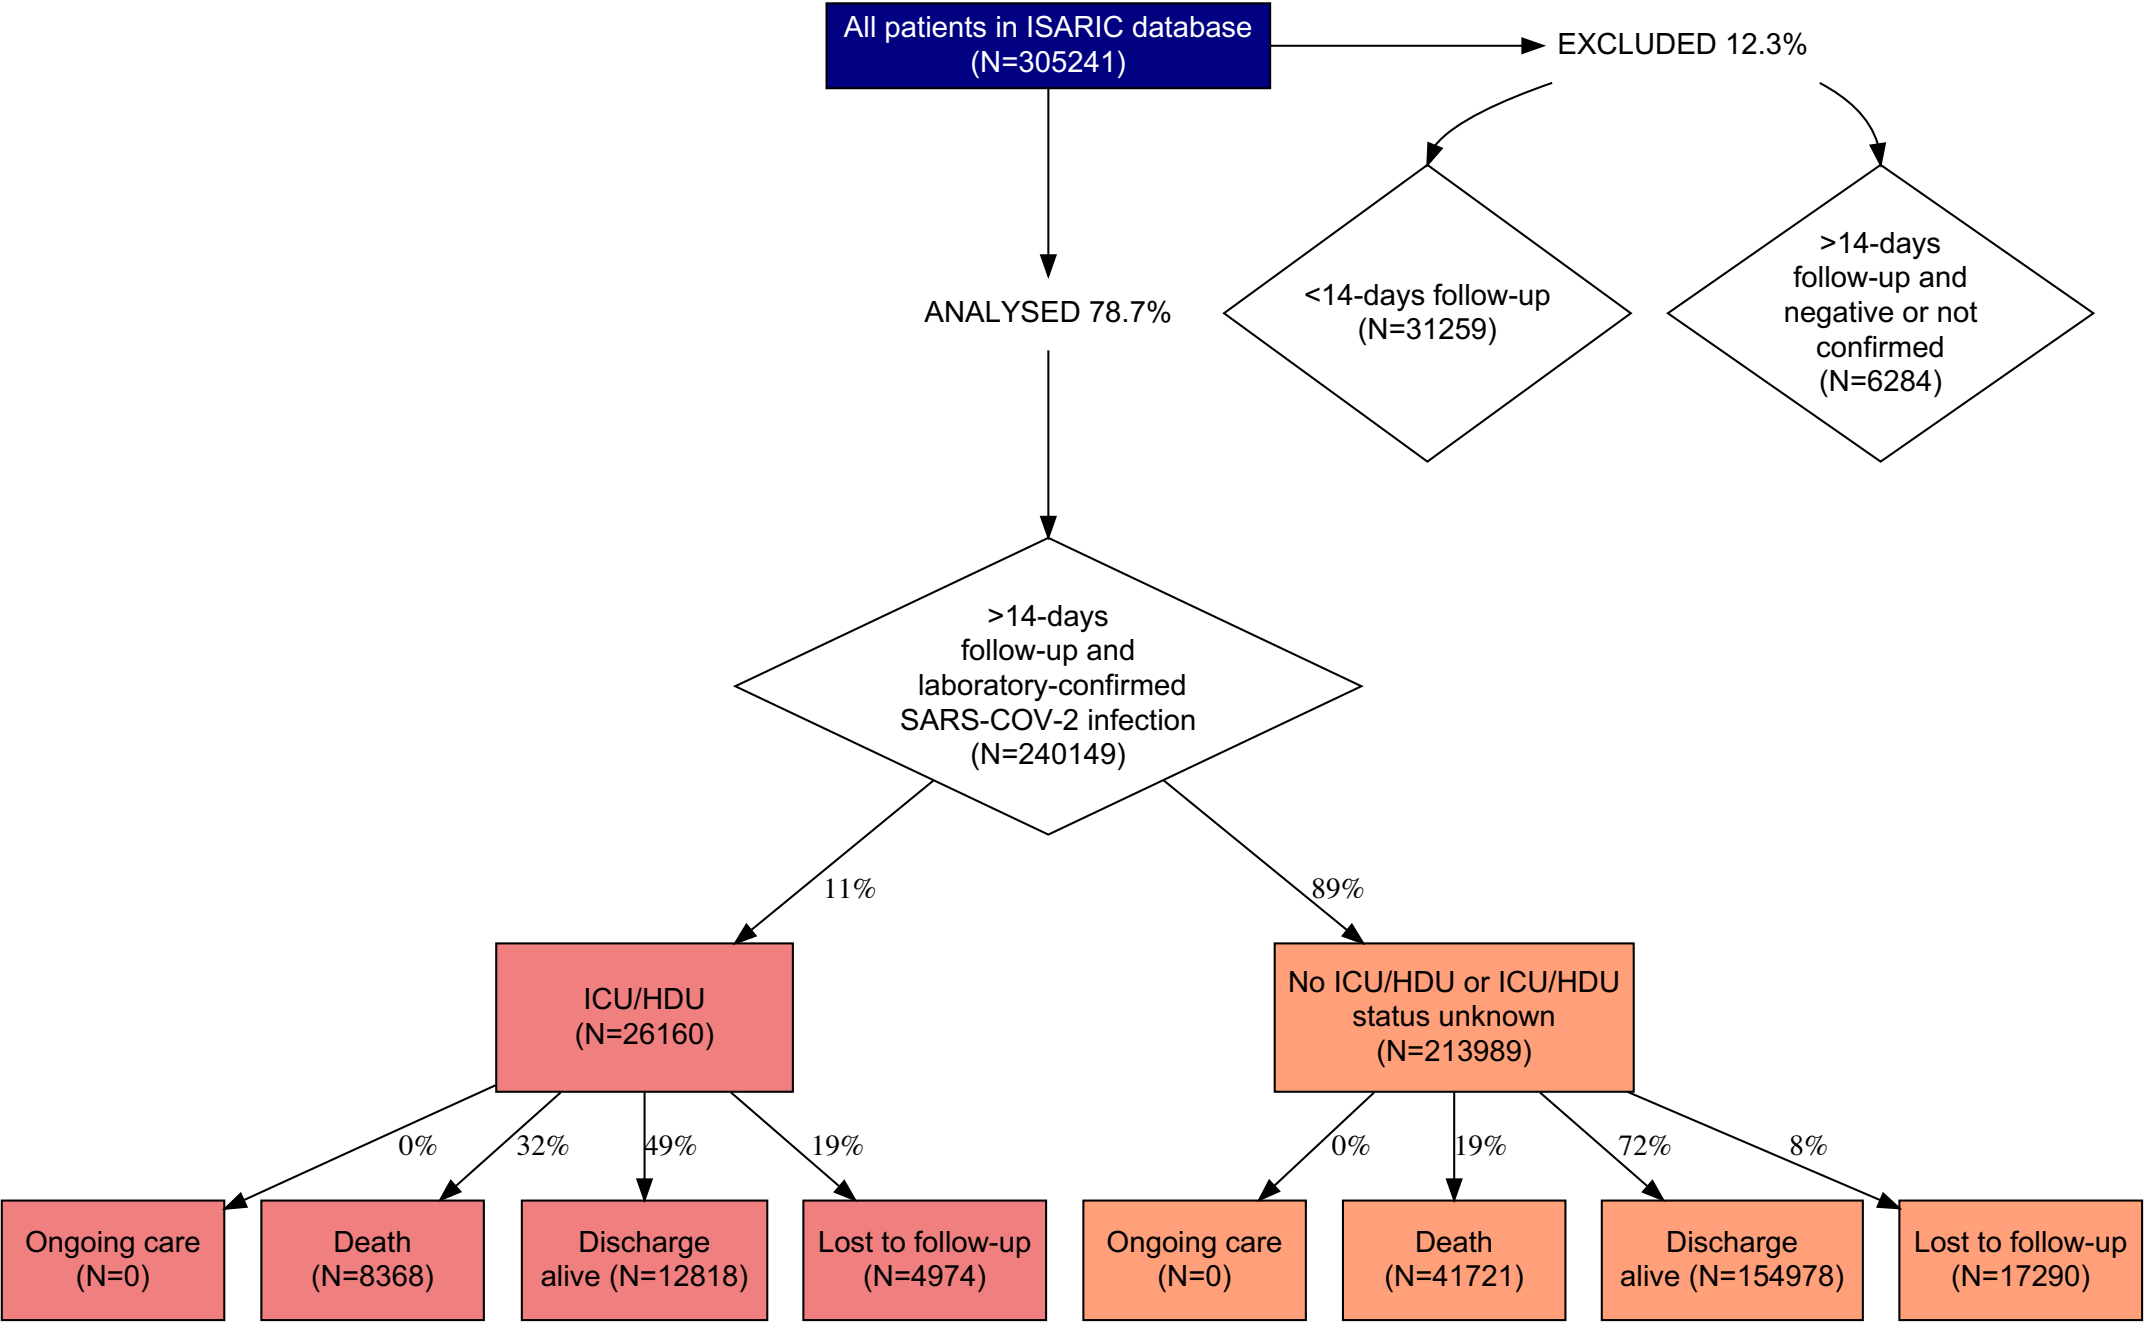 All patients in ISARIC database
(N=305241)
EXCLUDED 12.3%
<14-days follow-up
(N=31259)
>14-days
follow-up and
negative or not
confirmed
(N=6284)
ANALYSED 78.7%
>14-days
follow-up and
laboratory-confirmed
SARS-COV-2 infection
(N=240149)
11%
89%
ICU/HDU
(N=26160)
No ICU/HDU or ICU/HDU
status unknown
(N=213989)
0%
32%
49%
19%
0%
19%
72%
8%
Ongoing care
(N=0)
Death
(N=8368)
Discharge
alive (N=12818)
Lost to follow-up
(N=4974)
Ongoing care
(N=0)
Death
(N=41721)
Discharge
alive (N=154978)
Lost to follow-up
(N=17290)